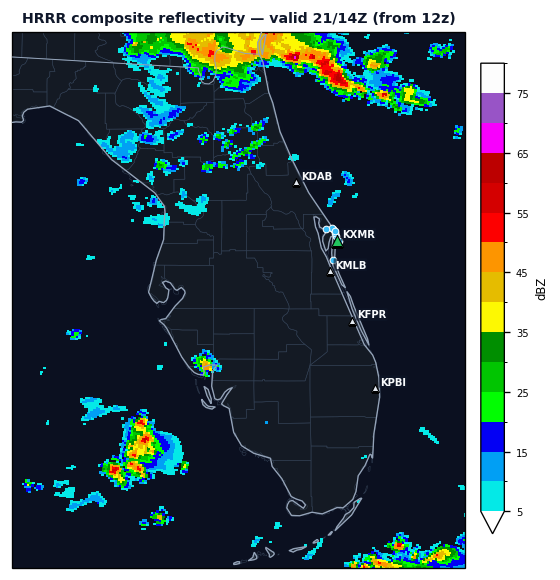 HRRR composite reflectivity — valid 21/14Z (from 12z)
KDAB
KXMR
KMLB
KFPR
KPBI
75
65
55
45
35
25
15
5
dBZ